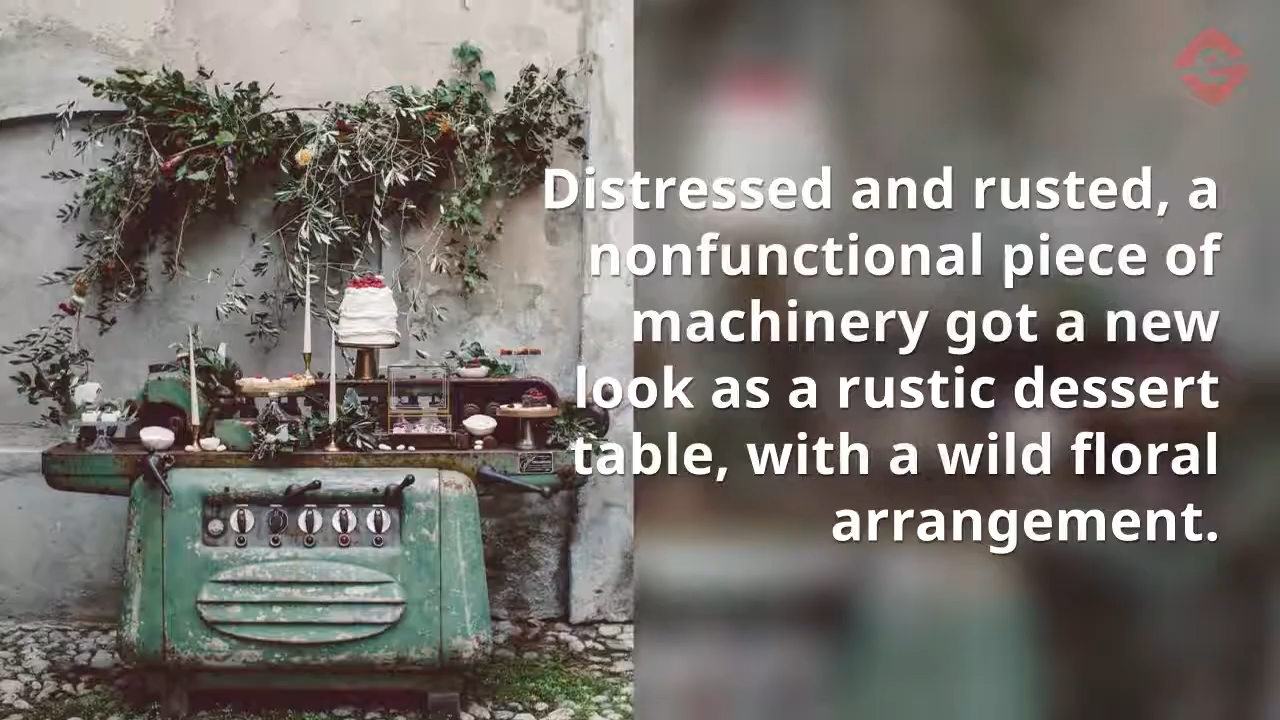 Distressed and rusted, a
nonfunctional piece of
machinery got a new
look as a rustic dessert
table, with a wild floral
arrangement.